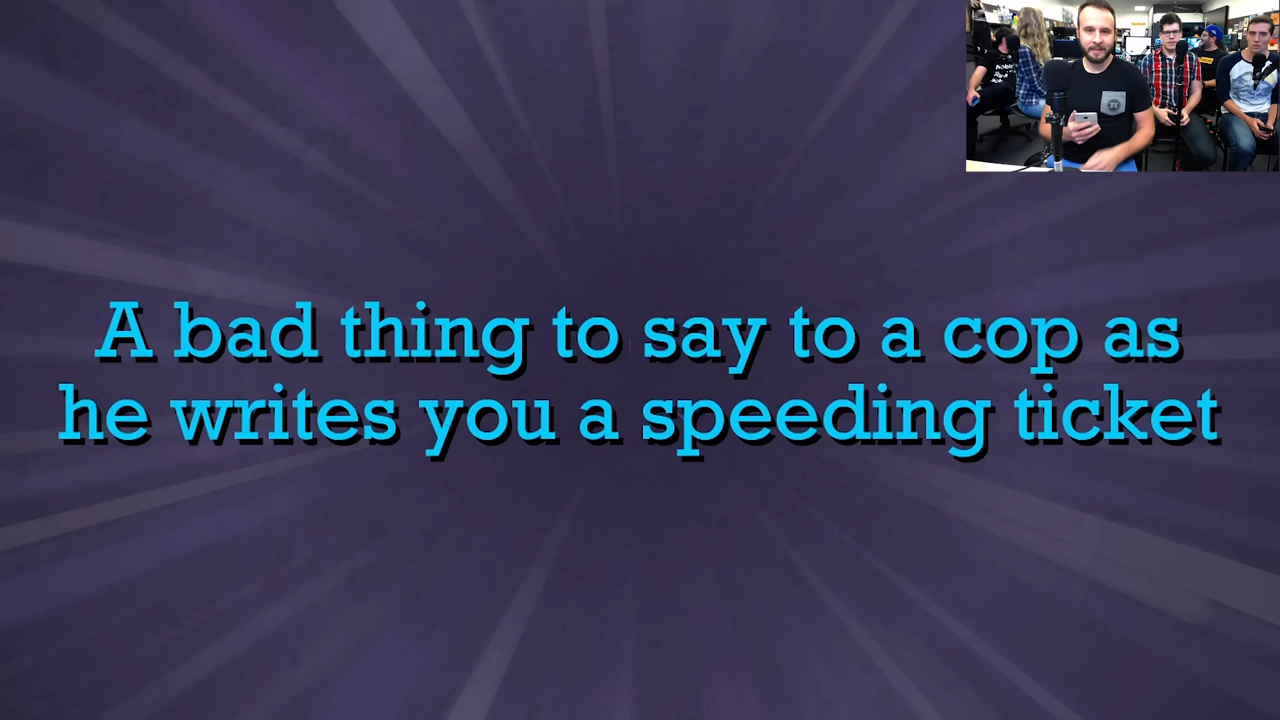 A bad thing to say to a cop as
he writes you a speeding ticket